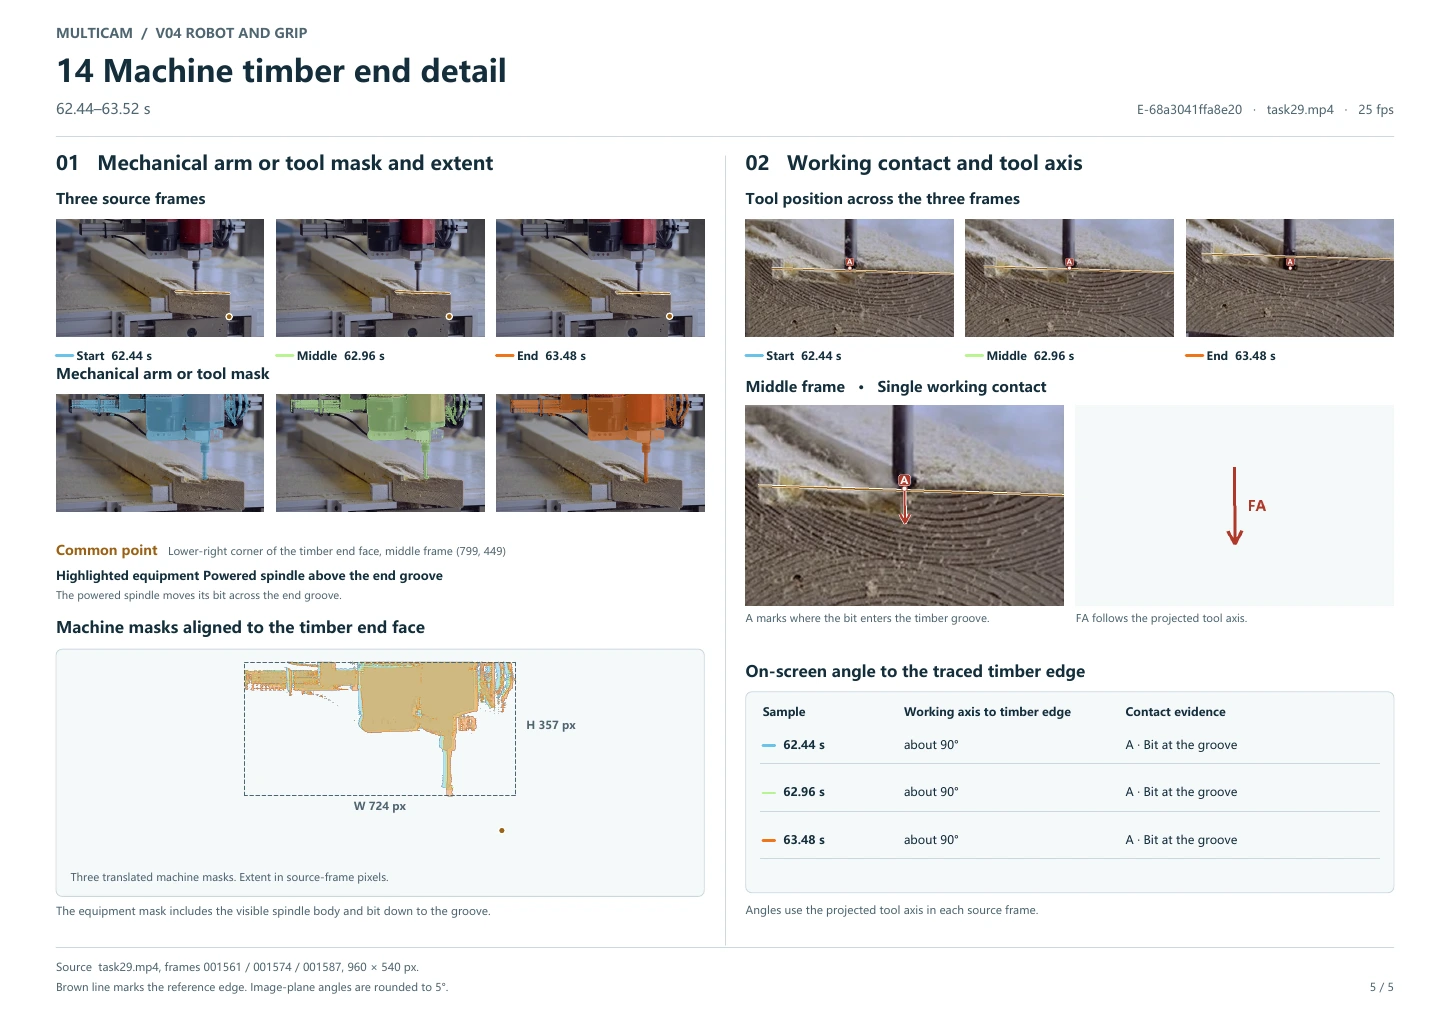 MULTICAM / V04 ROBOT AND GRIP
14 Machine timber end detail
62.44–63.52 s
E-68a3041ffa8e20 · task29.mp4 · 25 fps
01 Mechanical arm or tool mask and extent
Three source frames
Start 62.44 s
Middle 62.96 s
End 63.48 s
Mechanical arm or tool mask
Common point Lower-right corner of the timber end face, middle frame (799, 449)
Highlighted equipment Powered spindle above the end groove
The powered spindle moves its bit across the end groove.
Machine masks aligned to the timber end face
H 357 px
W 724 px
Three translated machine masks. Extent in source-frame pixels.
The equipment mask includes the visible spindle body and bit down to the groove.
02 Working contact and tool axis
Tool position across the three frames
A
A
A
Start 62.44 s
Middle 62.96 s
End 63.48 s
Middle frame • Single working contact
A
FA
A marks where the bit enters the timber groove.
FA follows the projected tool axis.
On-screen angle to the traced timber edge
Sample Working axis to timber edge Contact evidence
62.44 s about 90° A · Bit at the groove
62.96 s about 90° A · Bit at the groove
63.48 s about 90° A · Bit at the groove
Angles use the projected tool axis in each source frame.
Source task29.mp4, frames 001561 / 001574 / 001587, 960 × 540 px.
Brown line marks the reference edge. Image-plane angles are rounded to 5°.
5 / 5